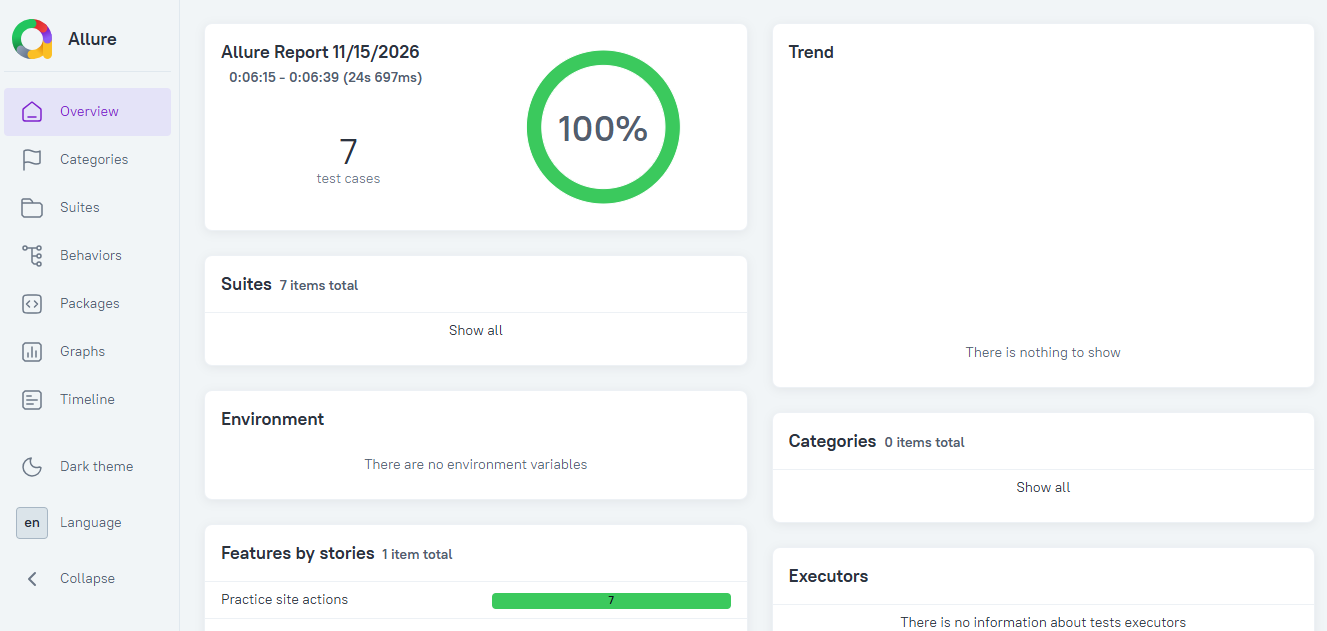 Allure
Overview
Categories
Suites
Behaviors
Packages
Graphs
Timeline
Dark theme
en
Language
Collapse
Allure Report 11/15/2026
0:06:15 - 0:06:39 (24s 697ms)
7
test cases
100%
Suites 7 items total
Show all
Environment
There are no environment variables
Features by stories 1 item total
Practice site actions 7
Trend
There is nothing to show
Categories 0 items total
Show all
Executors
There is no information about tests executors